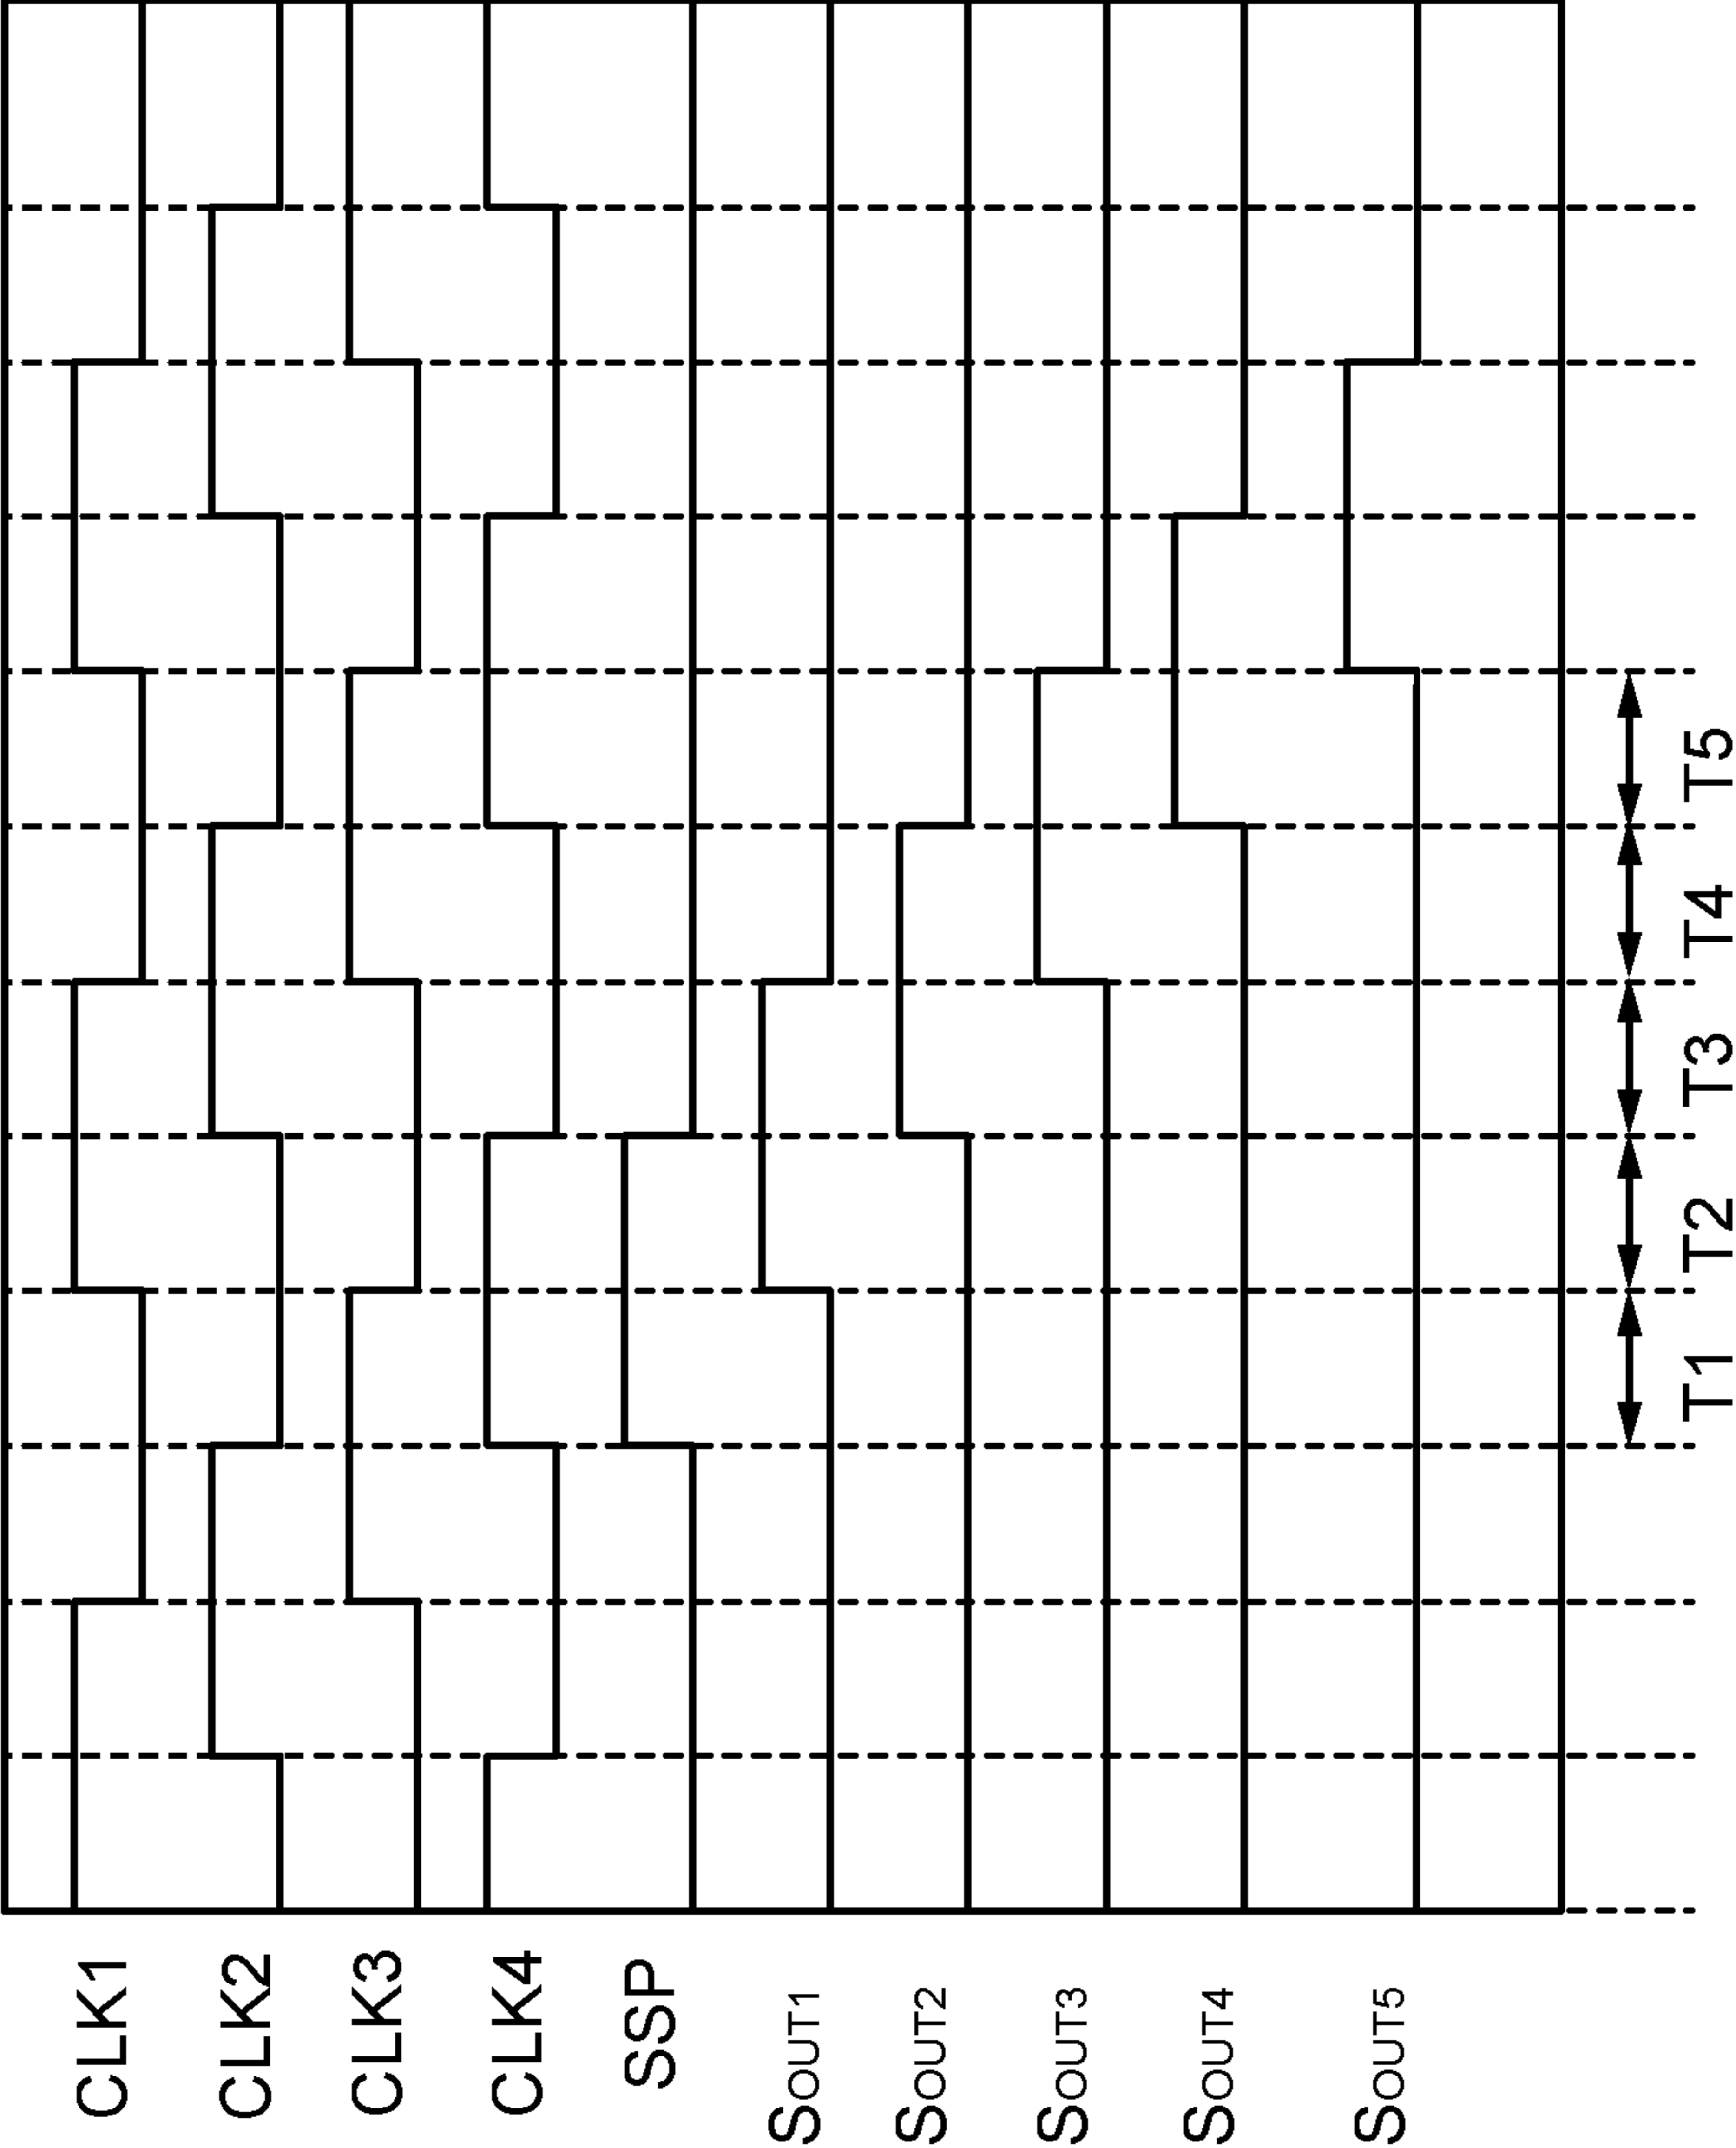 CLK1
CLK2
CLK3
CLK4
SSP
SOUT1
SOUT2
SOUT3
SOUT4
SOUT5
T1 T2 T3 T4 T5